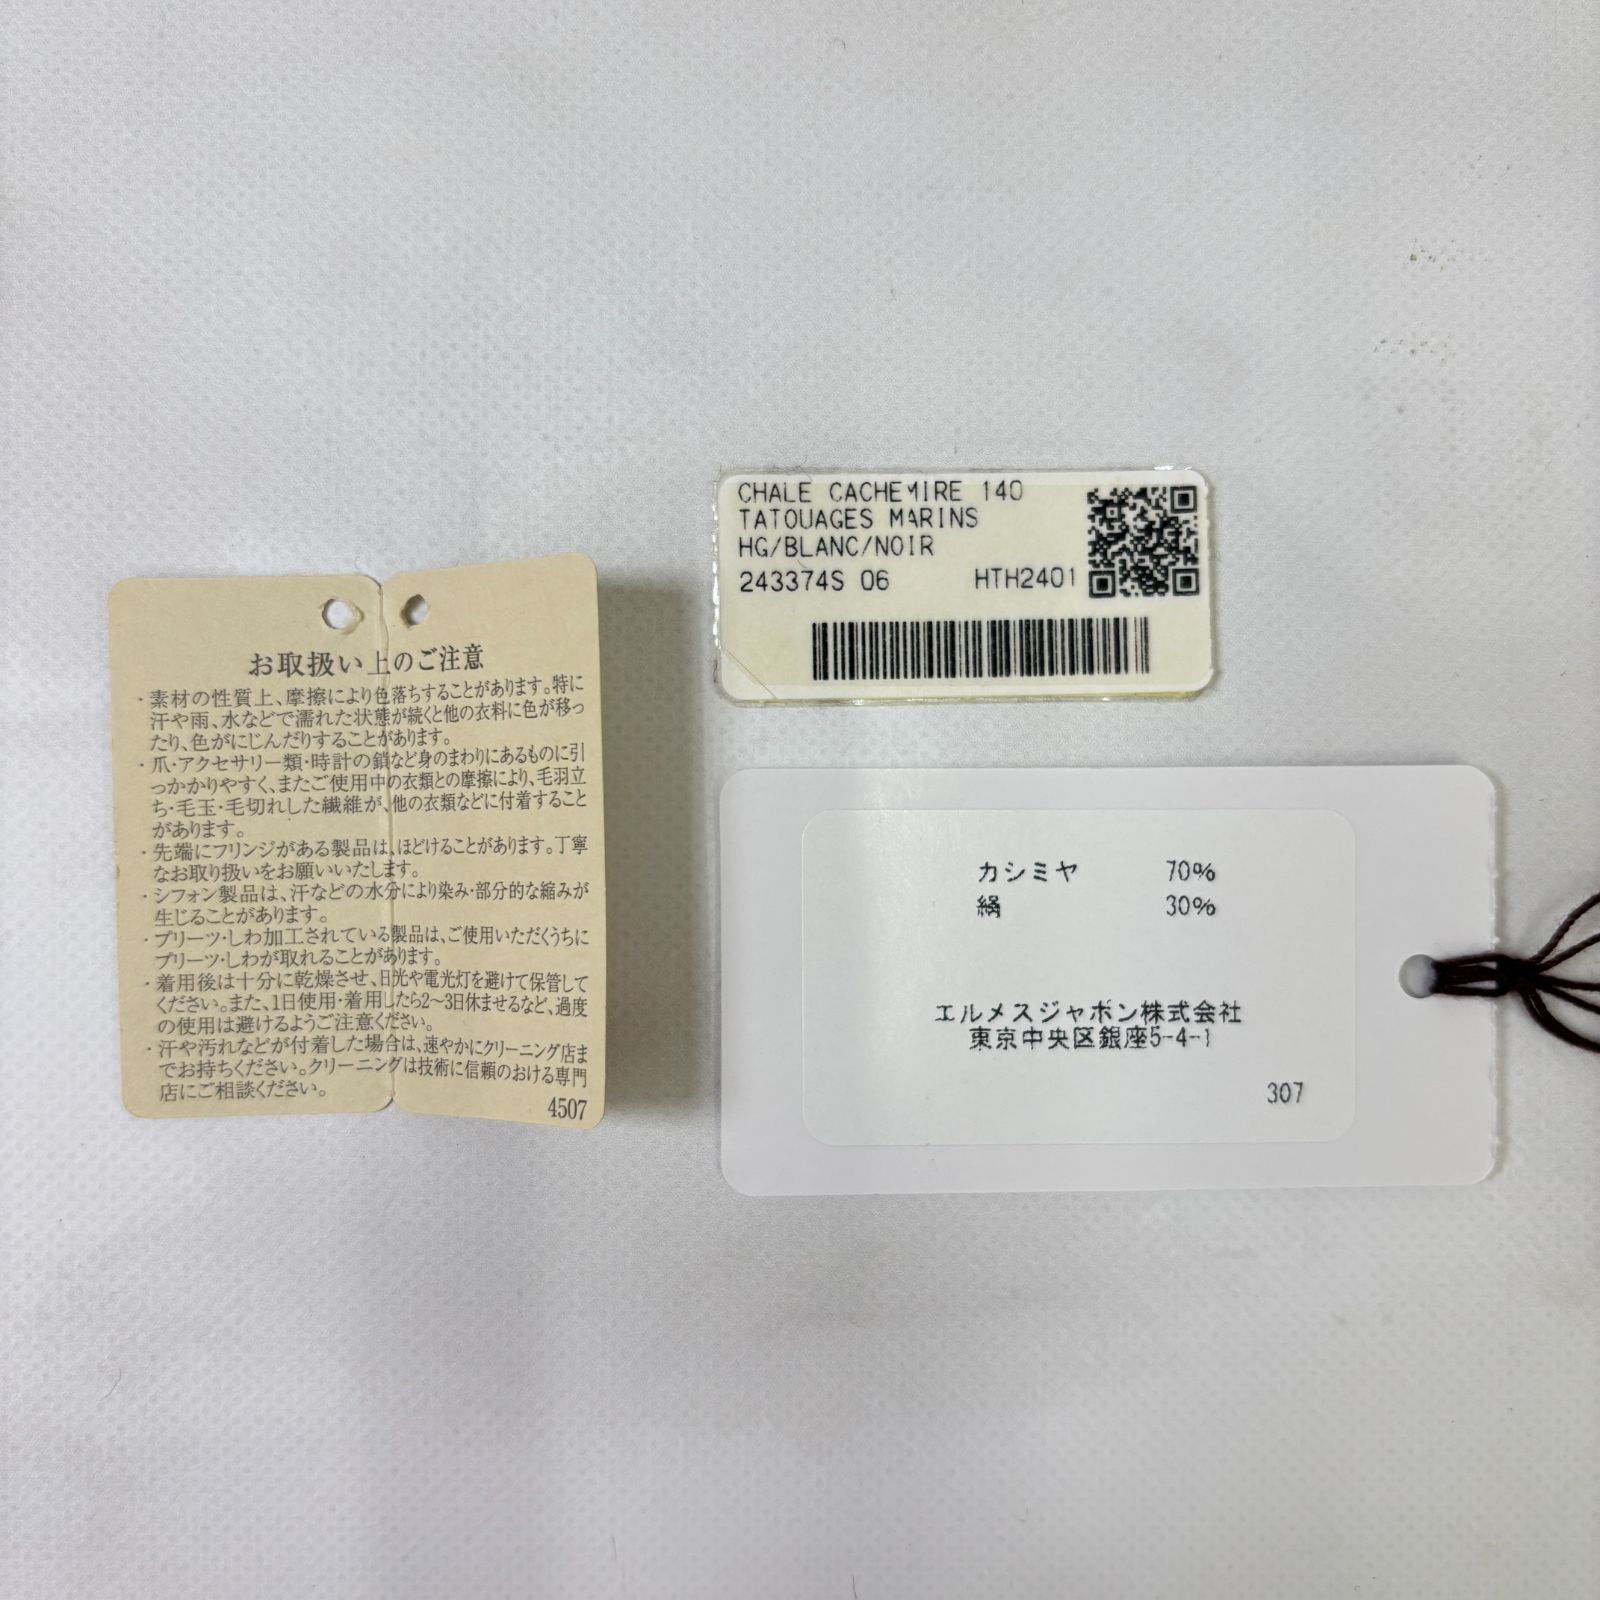 お取扱い上のご注意
・素材の性質上、摩擦により色落ちすることがあります。特に
汗や雨、水などで濡れた状態が続くと他の衣料に色が移っ
たり、色がにじんだりすることがあります。
・爪・アクセサリー類・時計の鎖など身のまわりにあるものに引
っかかりやすく、またご使用中の衣類との摩擦により、毛羽立
ち・毛玉・毛切れした繊維が、他の衣類などに付着すること
があります。
・先端にフリンジがある製品は、ほどけることがあります。丁寧
なお取り扱いをお願いいたします。
・シフォン製品は、汗などの水分により染み・部分的な縮みが
生じることがあります。
・プリーツ・しわ加工されている製品は、ご使用いただくうちに
プリーツ・しわが取れることがあります。
・着用後は十分に乾燥させ、日光や電光灯を避けて保管して
ください。また、1日使用・着用したら2〜3日休ませるなど、過度
の使用は避けるようご注意ください。
・汗や汚れなどが付着した場合は、速やかにクリーニング店ま
でお持ちください。クリーニングは技術に信頼のおける専門
店にご相談ください。
4507
CHALE CACHEMIRE 140
TATOUAGES MARINS
HG/BLANC/NOIR
243374S 06 HTH2401
カシミヤ 70%
絹 30%
エルメスジャポン株式会社
東京中央区銀座5-4-1
307